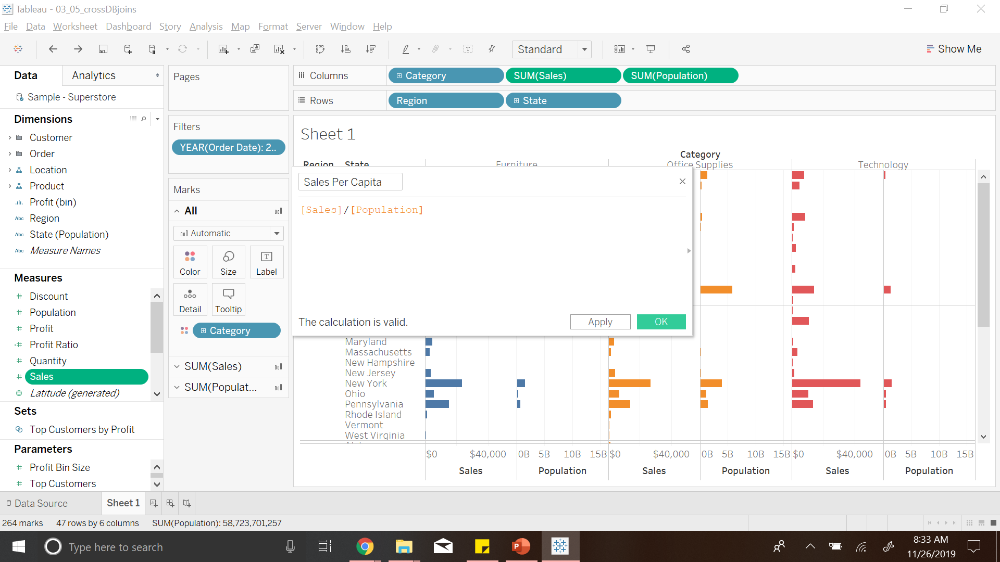 Tableau - 03_05_crossDBjoins
File Data Worksheet Dashboard Story Analysis Map Format Server Window Help
Standard
Show Me
Data Analytics
Sample - Superstore
Dimensions
Customer
Order
Location
Product
Profit (bin)
Abc Region
Abc State (Population)
Abc Measure Names
Measures
Discount
Population
Profit
Profit Ratio
Quantity
Sales
Latitude (generated)
Sets
Top Customers by Profit
Parameters
Profit Bin Size
Top Customers
Pages
Filters
YEAR(Order Date): 2..
Marks
All
Automatic
Color Size Label
Detail Tooltip
Category
SUM(Sales)
SUM(Populat...
Columns Category SUM(Sales) SUM(Population)
Rows Region State
Sheet 1
Category
Region State Furniture Office Supplies Technology
Sales Per Capita
[Sales]/[Population]
The calculation is valid.
Apply OK
Maryland
Massachusetts
New Hampshire
New Jersey
New York
Ohio
Pennsylvania
Rhode Island
Vermont
West Virginia
$0 $40,000 0B 5B 10B 15B $0 $40,000 0B 5B 10B 15B $0 $40,000 0B 5B 10B 15B
Sales Population Sales Population Sales Population
Data Source Sheet 1
264 marks 47 rows by 6 columns SUM(Population): 58,723,701,257
Type here to search
8:33 AM
11/26/2019